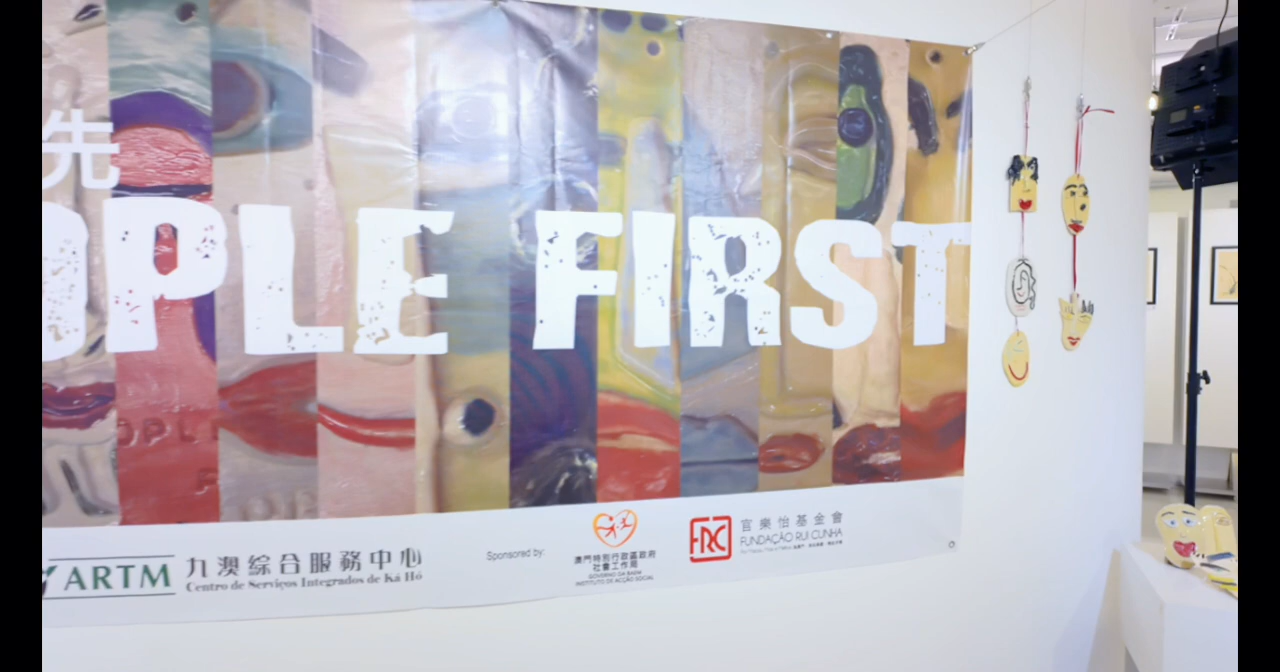 先
OPLE FIRST
ARTM
九澳綜合服務中心
Centro de Serviços Integrados de Ká Hó
Sponsored by:
澳門特別行政區政府
社會工作局
GOVERNO DA RAEM
INSTITUTO DE ACÇÃO SOCIAL
FRC
官樂怡基金會
FUNDAÇÃO RUI CUNHA